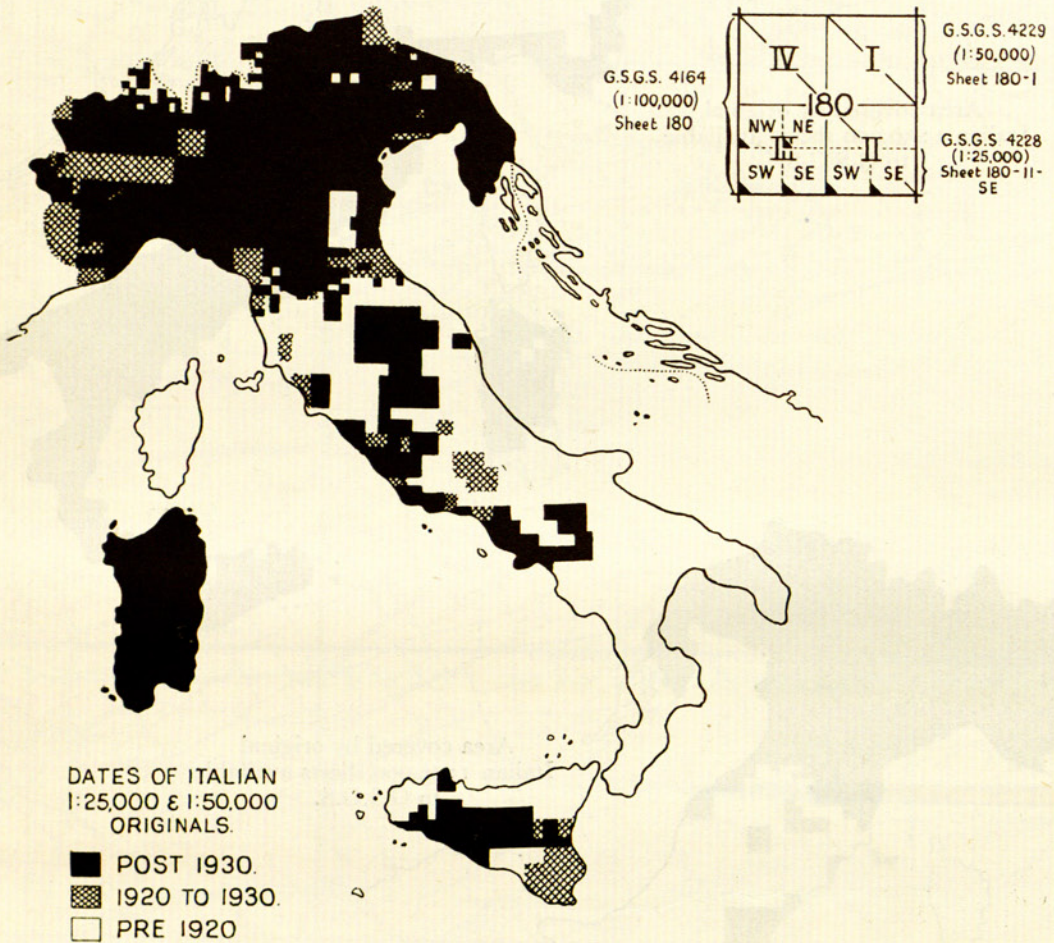 G.S.G.S. 4164
(1:100,000)
Sheet 180
IV
I
180
NW NE
III
II
SW SE SW SE
G.S.G.S. 4229
(1:50,000)
Sheet 180-1
G.S.G.S 4228
(1:25,000)
Sheet 180-11-
SE
DATES OF ITALIAN
1:25,000 & 1:50,000
ORIGINALS.
POST 1930.
1920 TO 1930.
PRE 1920